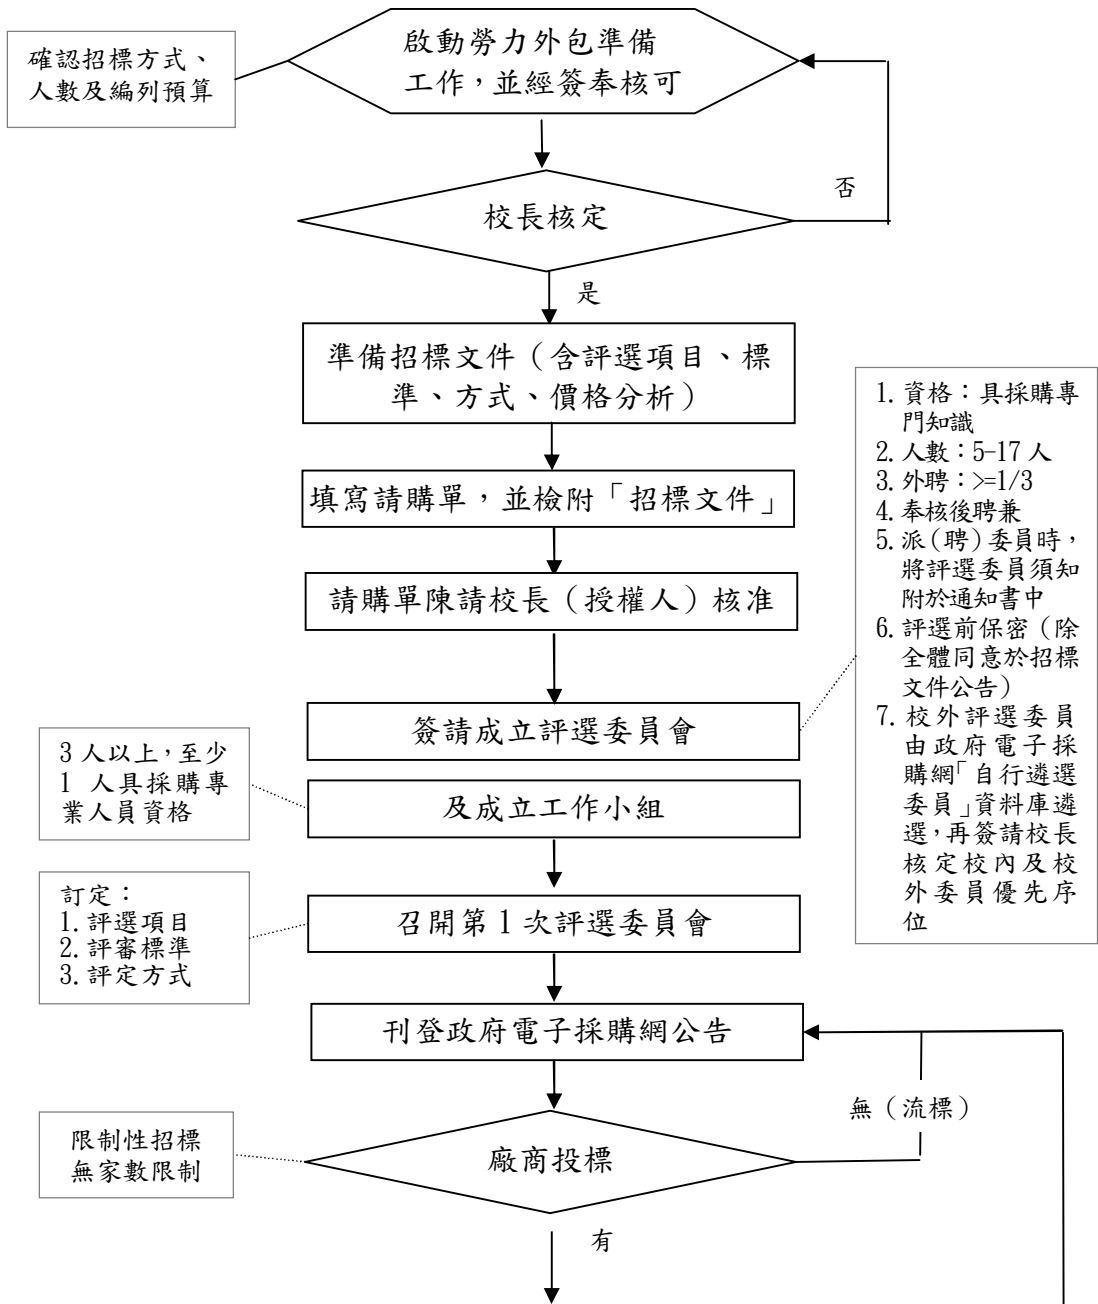 啟動勞力外包準備
工作，並經簽奉核可
確認招標方式、
人數及編列預算
校長核定
否
是
準備招標文件（含評選項目、標
準、方式、價格分析）
填寫請購單，並檢附「招標文件」
請購單陳請校長（授權人）核准
簽請成立評選委員會
1. 資格：具採購專
門知識
2. 人數：5-17 人
3. 外聘：>=1/3
4. 奉核後聘兼
5. 派（聘）委員時，
將評選委員須知
附於通知書中
6. 評選前保密（除
全體同意於招標
文件公告）
7. 校外評選委員
由政府電子採
購網「自行遴選
委員」資料庫遴
選，再簽請校長
核定校內及校
外委員優先序
位
3 人以上，至少
1 人具採購專
業人員資格
及成立工作小組
訂定：
1. 評選項目
2. 評審標準
3. 評定方式
召開第 1 次評選委員會
刊登政府電子採購網公告
無（流標）
限制性招標
無家數限制
廠商投標
有